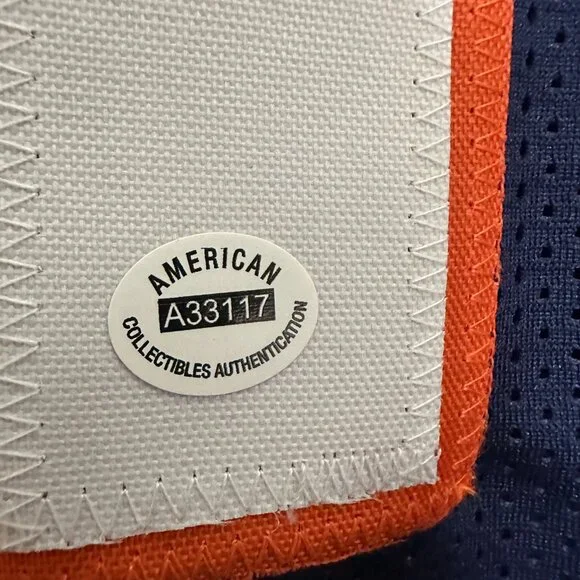 AMERICAN
A33117
COLLECTIBLES AUTHENTICATION